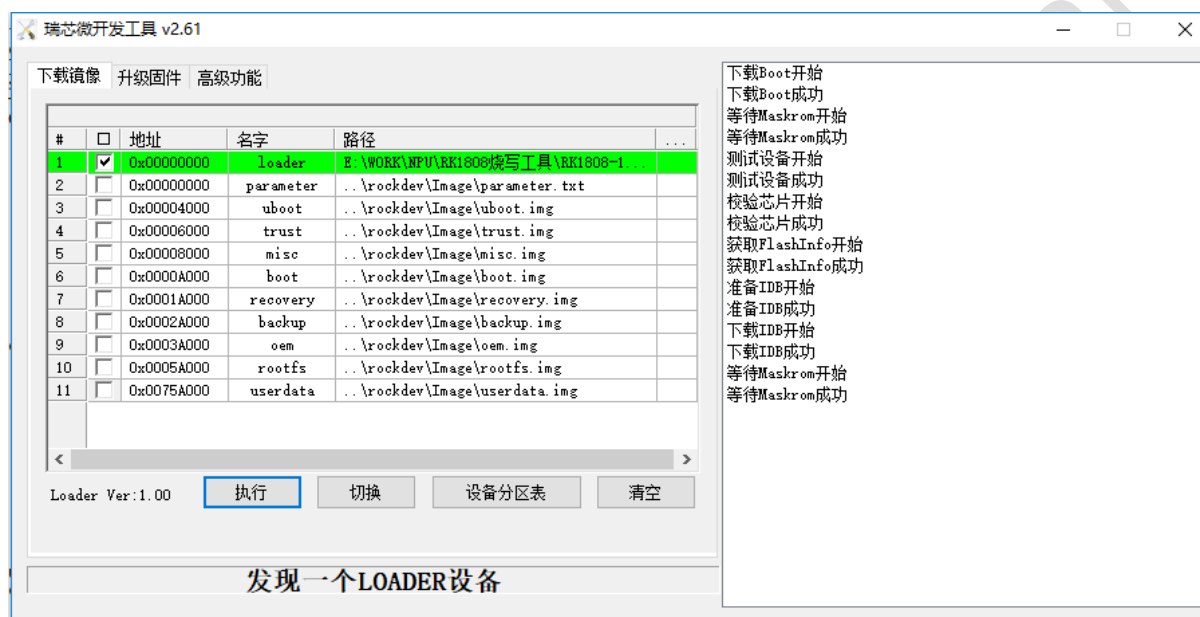 瑞芯微开发工具 v2.61
下载镜像 升级固件 高级功能
# 地址 名字 路径 ...
1 0x00000000 loader E:\WORK\NPU\RK1808烧写工具\RK1808-1...
2 0x00000000 parameter ..\rockdev\Image\parameter.txt
3 0x00004000 uboot ..\rockdev\Image\uboot.img
4 0x00006000 trust ..\rockdev\Image\trust.img
5 0x00008000 misc ..\rockdev\Image\misc.img
6 0x0000A000 boot ..\rockdev\Image\boot.img
7 0x0001A000 recovery ..\rockdev\Image\recovery.img
8 0x0002A000 backup ..\rockdev\Image\backup.img
9 0x0003A000 oem ..\rockdev\Image\oem.img
10 0x0005A000 rootfs ..\rockdev\Image\rootfs.img
11 0x0075A000 userdata ..\rockdev\Image\userdata.img
Loader Ver:1.00 执行 切换 设备分区表 清空
发现一个LOADER设备
下载Boot开始
下载Boot成功
等待Maskrom开始
等待Maskrom成功
测试设备开始
测试设备成功
校验芯片开始
校验芯片成功
获取FlashInfo开始
获取FlashInfo成功
准备IDB开始
准备IDB成功
下载IDB开始
下载IDB成功
等待Maskrom开始
等待Maskrom成功